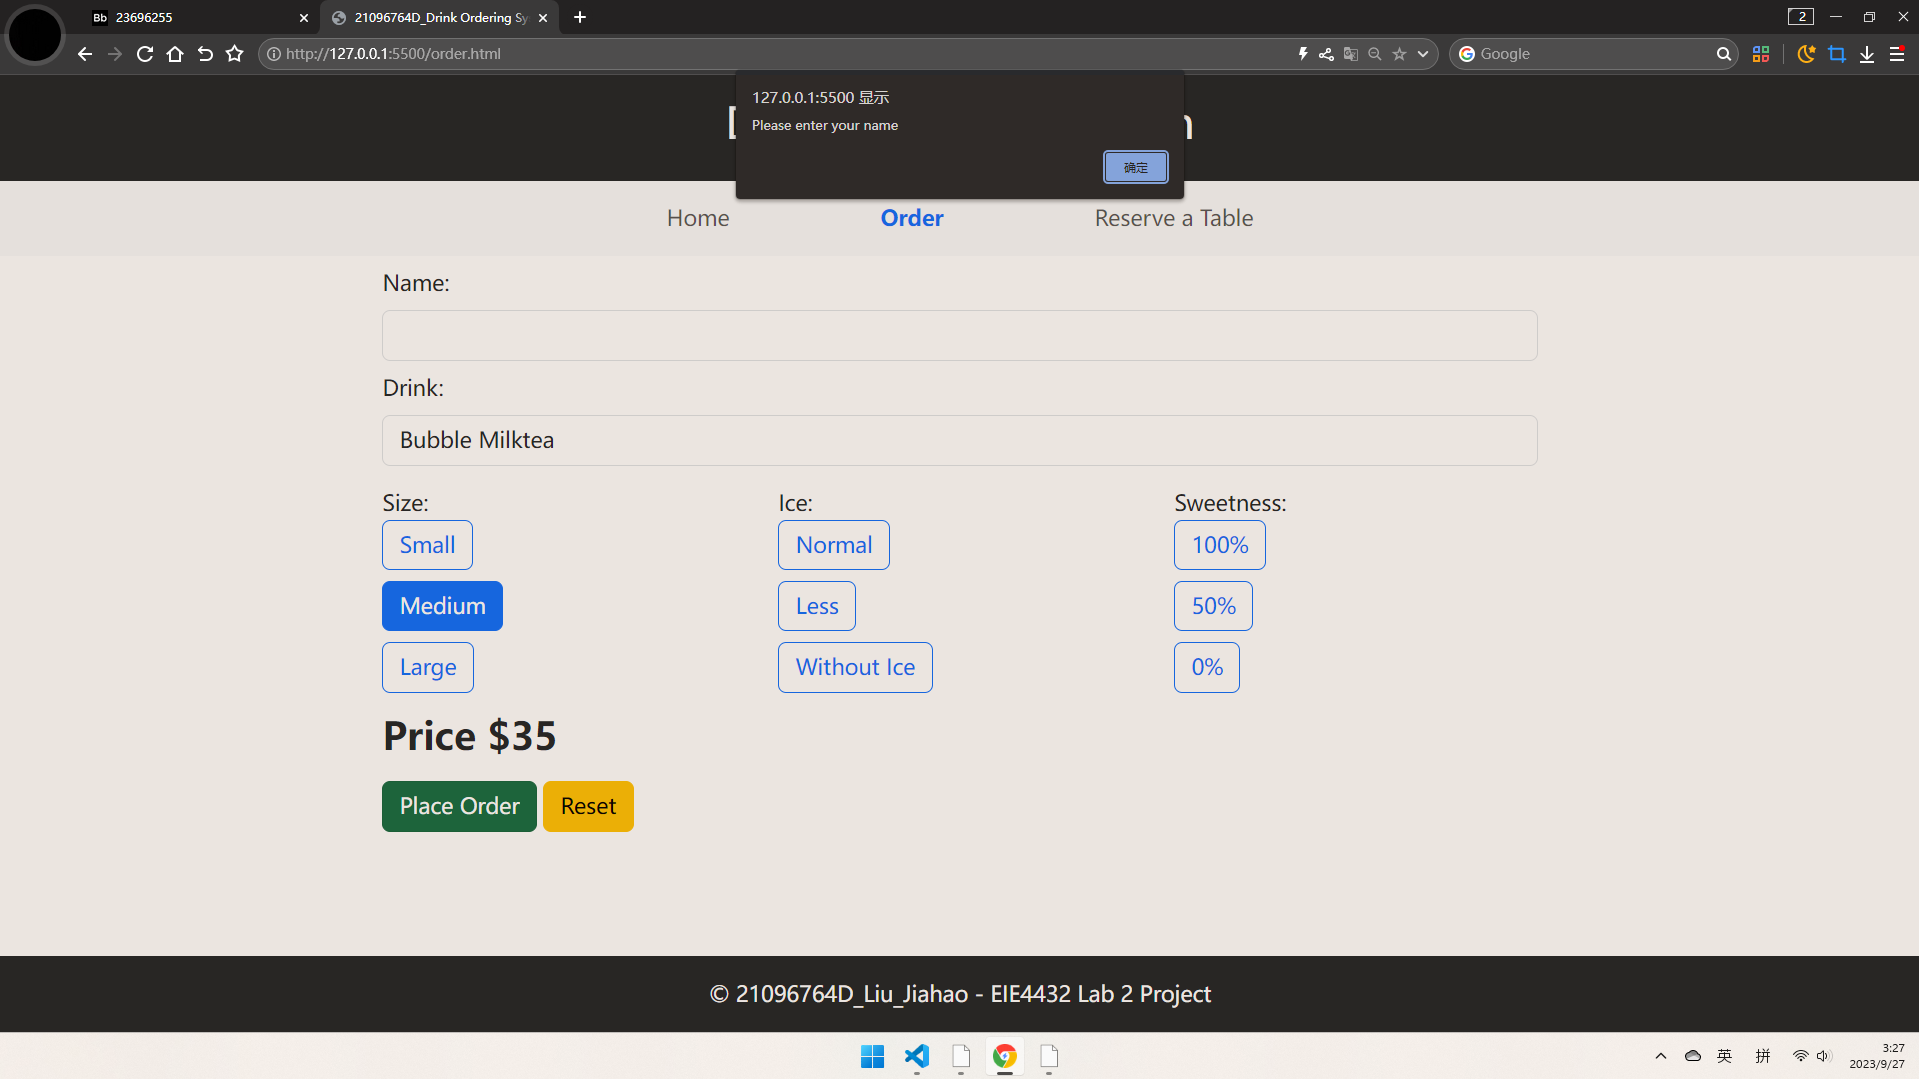 Bb 23696255
21096764D_Drink Ordering Sy
2
http://127.0.0.1:5500/order.html
Google
127.0.0.1:5500 显示
Please enter your name
确定
Home
Order
Reserve a Table
Name:
Drink:
Bubble Milktea
Size:
Ice:
Sweetness:
Small
Normal
100%
Medium
Less
50%
Large
Without Ice
0%
Price $35
Place Order
Reset
© 21096764D_Liu_Jiahao - EIE4432 Lab 2 Project
英
拼
3:27
2023/9/27